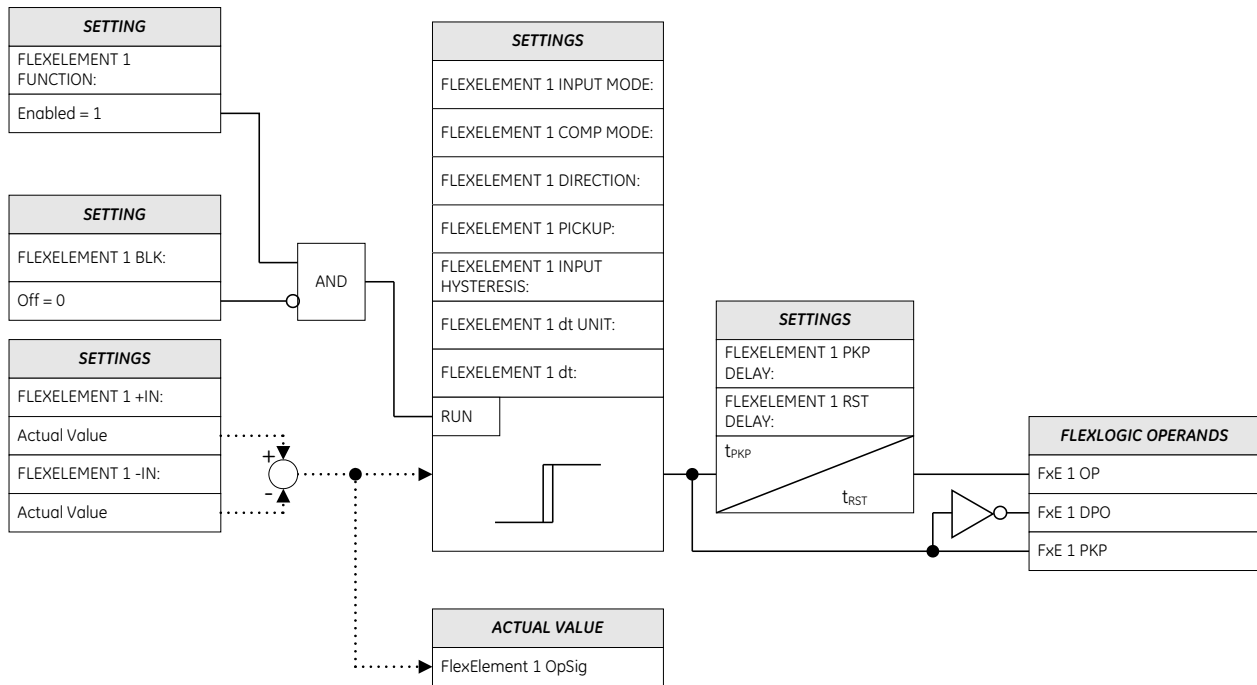 SETTING
FLEXELEMENT 1
FUNCTION:
Enabled = 1
SETTING
FLEXELEMENT 1 BLK:
Off = 0
SETTINGS
FLEXELEMENT 1 +IN:
Actual Value
FLEXELEMENT 1 -IN:
Actual Value
+
-
AND
SETTINGS
FLEXELEMENT 1 INPUT MODE:
FLEXELEMENT 1 COMP MODE:
FLEXELEMENT 1 DIRECTION:
FLEXELEMENT 1 PICKUP:
FLEXELEMENT 1 INPUT
HYSTERESIS:
FLEXELEMENT 1 dt UNIT:
FLEXELEMENT 1 dt:
RUN
ACTUAL VALUE
FlexElement 1 OpSig
SETTINGS
FLEXELEMENT 1 PKP
DELAY:
FLEXELEMENT 1 RST
DELAY:
tPKP
tRST
FLEXLOGIC OPERANDS
FxE 1 OP
FxE 1 DPO
FxE 1 PKP